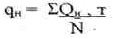 qн = ΣQн, т
N